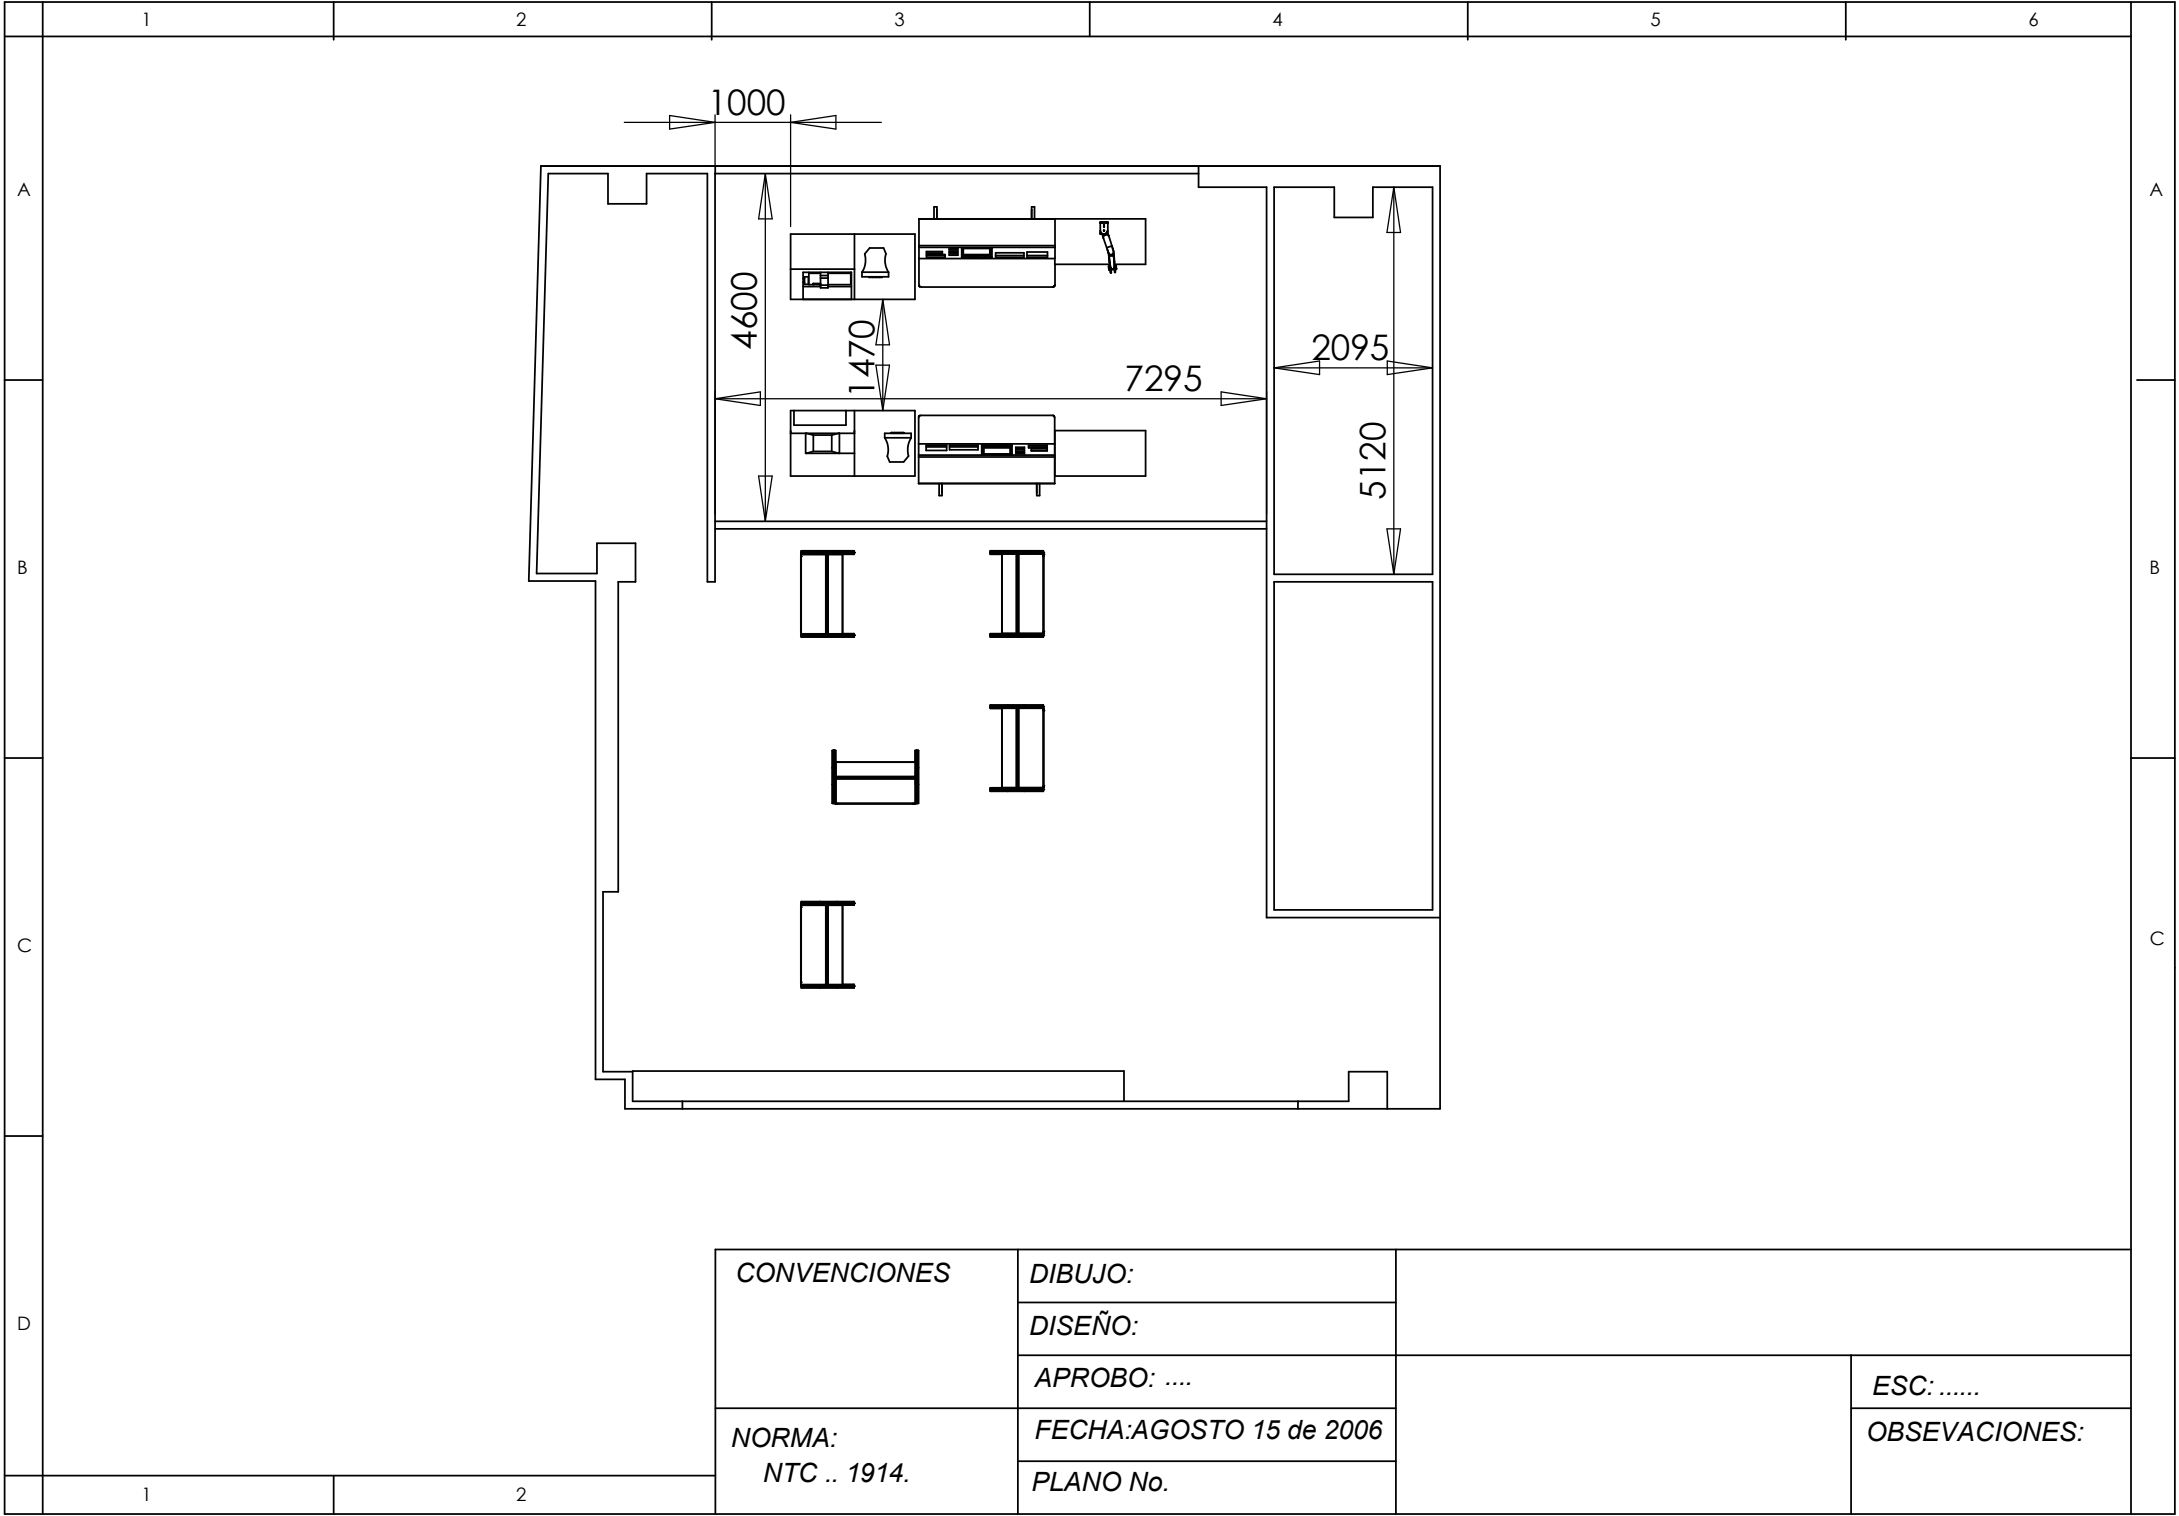 1 2 3 4 5 6
1000
A A
4600
1470
2095
7295
5120
B B
C C
CONVENCIONES
DIBUJO:
DISEÑO:
D
APROBO: ....
ESC: ......
FECHA:AGOSTO 15 de 2006
OBSEVACIONES:
NORMA:
NTC .. 1914.
PLANO No.
1 2